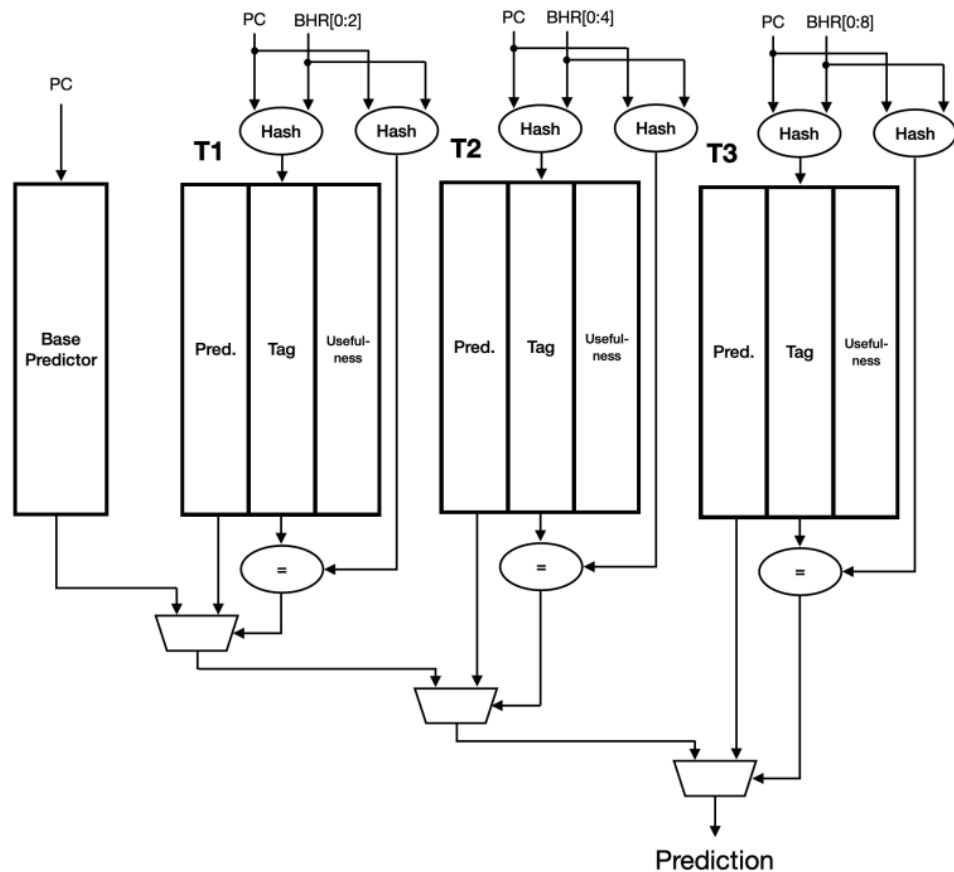 PC BHR[0:2]
PC BHR[0:4]
PC BHR[0:8]
PC
Hash Hash
Hash Hash
Hash Hash
T1
T2
T3
Base
Predictor
Pred. Tag Useful-
ness
Pred. Tag Useful-
ness
Pred. Tag Useful-
ness
=
=
=
Prediction